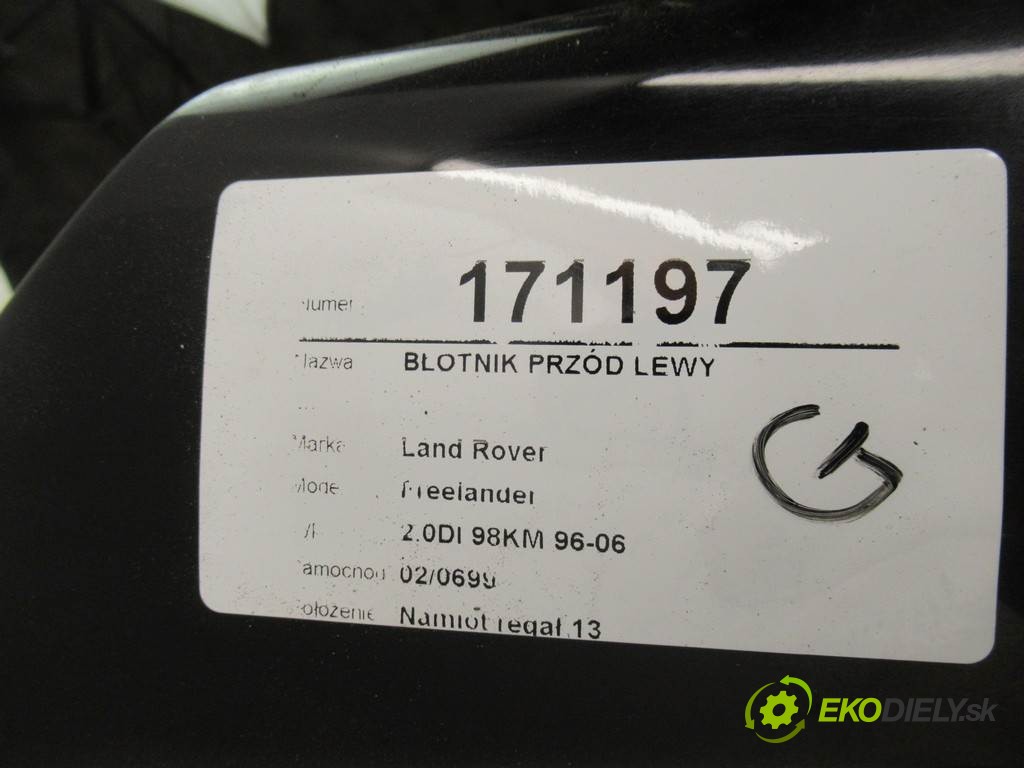 Numer 171197
Nazwa BŁOTNIK PRZÓD LEWY
Marka Land Rover
Model Freelander
2.0DI 98KM 96-06
Samochód 02/0699
Położenie Namiot regał 13
G
EKODIELY.sk